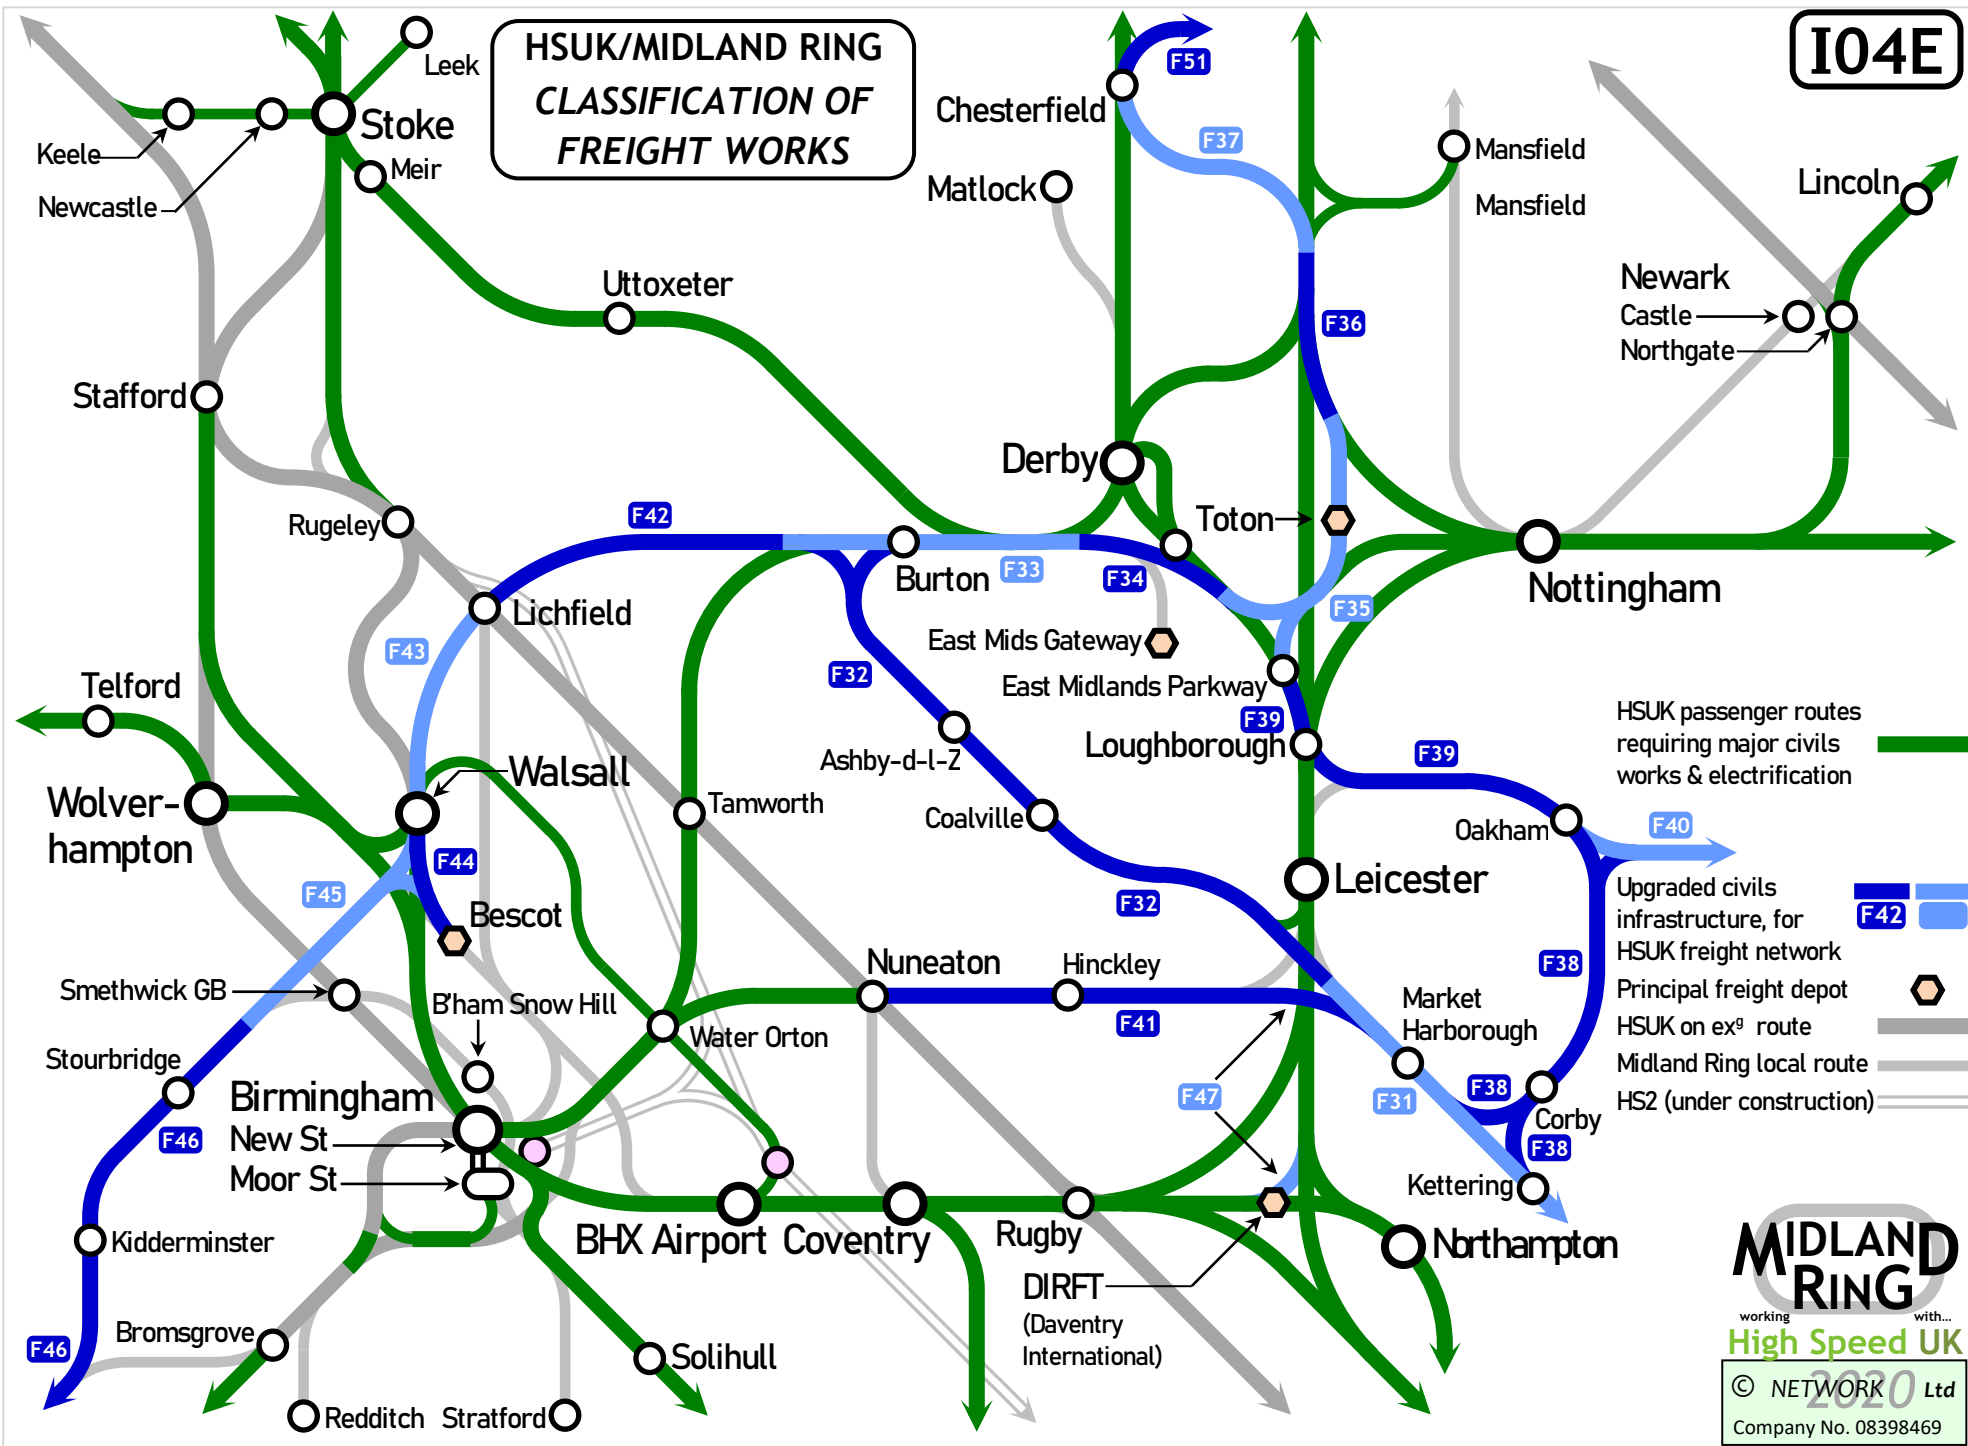 HSUK/MIDLAND RING
CLASSIFICATION OF
FREIGHT WORKS
I04E
Leek
F51
Stoke
Chesterfield
Keele
Meir
F37
Mansfield
Newcastle
Matlock
Mansfield
Lincoln
Uttoxeter
Newark
Castle
Northgate
F36
Stafford
Derby
Rugeley
F42
Toton
Burton
F33
F34
Nottingham
Lichfield
F35
F43
East Mids Gateway
F32
East Midlands Parkway
Telford
F39
Loughborough
F39
HSUK passenger routes
requiring major civils
works & electrification
Ashby-d-l-Z
Walsall
Wolver-
hampton
Tamworth
Coalville
Oakham
F40
F44
F45
Leicester
Upgraded civils
infrastructure, for
HSUK freight network
F42
F32
Bescot
Nuneaton
Hinckley
F38
Smethwick GB
B'ham Snow Hill
Principal freight depot
Market
Harborough
HSUK on exg route
F41
Water Orton
Stourbridge
Midland Ring local route
Birmingham
New St
Moor St
F47
F31
F38
Corby
HS2 (under construction)
F46
F38
Kettering
Kidderminster
BHX Airport
Coventry
Rugby
Northampton
DIRFT
(Daventry
International)
MIDLAND
RING
working with...
High Speed UK
F46
Bromsgrove
Solihull
Redditch
Stratford
© NETWORK 2020 Ltd
Company No. 08398469